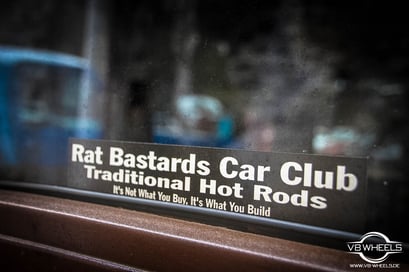 Rat Bastards Car Club
Traditional Hot Rods
It's Not What You Buy, It's What You Build
VB WHEELS
WWW.VB-WHEELS.DE